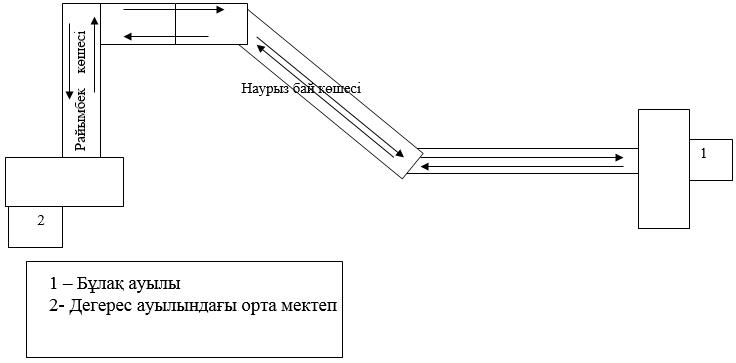 Райымбек көшесі
Наурыз бай көшесі
1
2
1 – Бұлақ ауылы
2- Дегерес ауылындағы орта мектеп